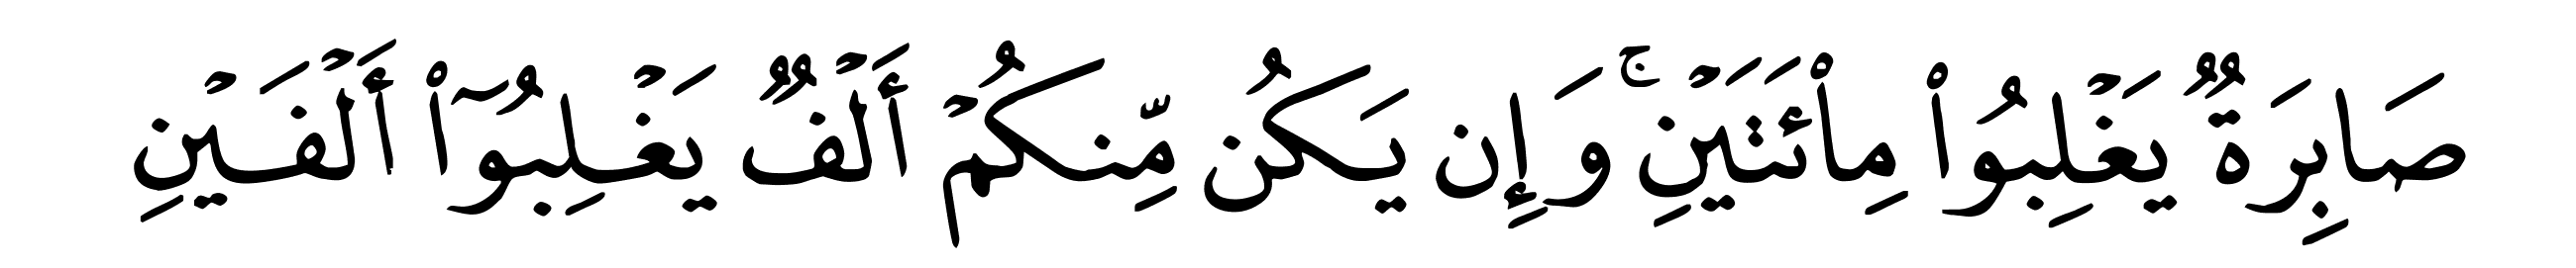 صَابِرَةٌ يَغْلِبُوا۟ مِا۟ئَتَيْنِ ۚ وَإِن يَكُن مِّنكُمْ أَلْفٌ يَغْلِبُوٓا۟ أَلْفَيْنِ